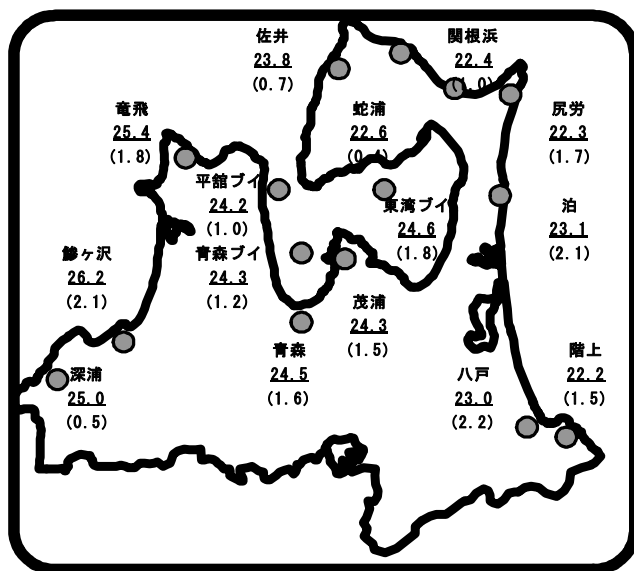 佐井
23.8
(0.7)
関根浜
22.4
(1.0)
竜飛
25.4
(1.8)
蛇浦
22.6
尻労
22.3
(1.7)
平舘ブイ
24.2
(1.0)
東湾ブイ
24.6
(1.8)
泊
23.1
(2.1)
鰺ヶ沢
26.2
(2.1)
青森ブイ
24.3
(1.2)
茂浦
24.3
(1.5)
深浦
25.0
(0.5)
青森
24.5
(1.6)
八戸
23.0
(2.2)
階上
22.2
(1.5)